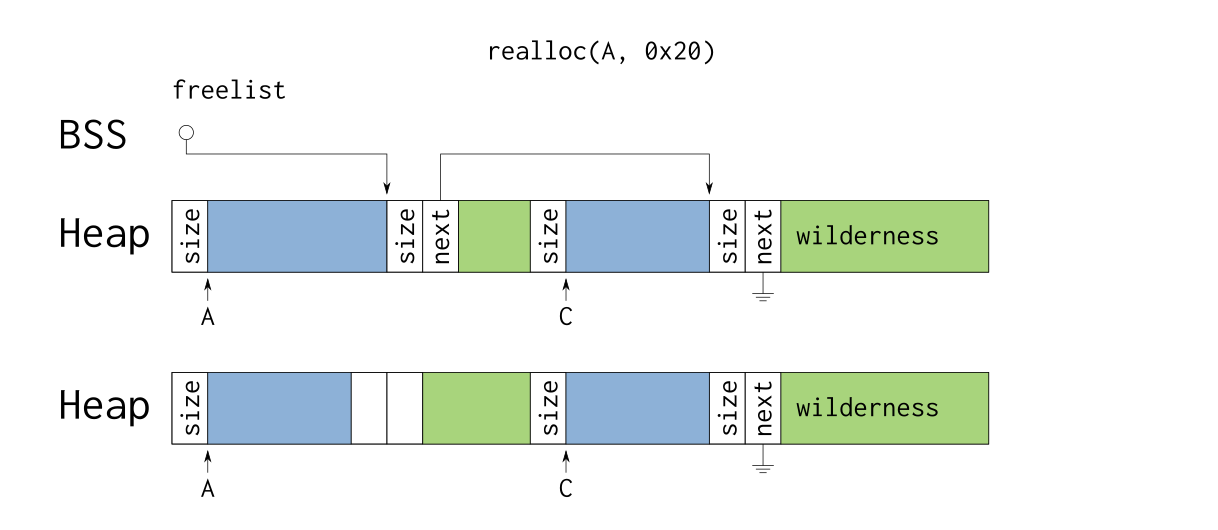 realloc(A, 0x20)
freelist
BSS
Heap size size next size size next wilderness
A C
Heap size size size next wilderness
A C